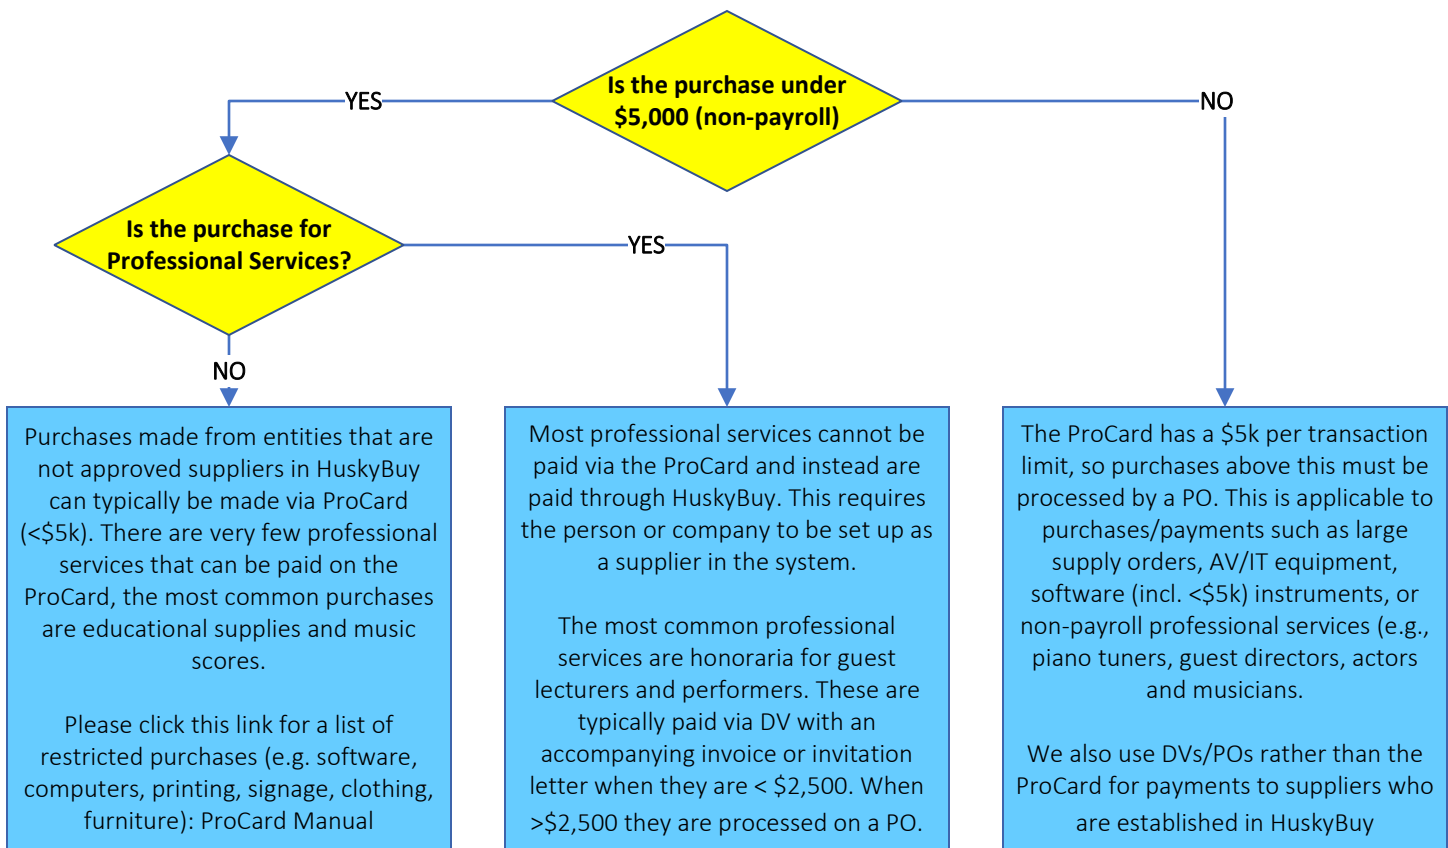 Is the purchase under
$5,000 (non-payroll)
YES
NO
Is the purchase for
Professional Services?
YES
NO
Purchases made from entities that are
not approved suppliers in HuskyBuy
can typically be made via ProCard
(<$5k). There are very few professional
services that can be paid on the
ProCard, the most common purchases
are educational supplies and music
scores.
Please click this link for a list of
restricted purchases (e.g. software,
computers, printing, signage, clothing,
furniture): ProCard Manual
Most professional services cannot be
paid via the ProCard and instead are
paid through HuskyBuy. This requires
the person or company to be set up as
a supplier in the system.
The most common professional
services are honoraria for guest
lecturers and performers. These are
typically paid via DV with an
accompanying invoice or invitation
letter when they are < $2,500. When
>$2,500 they are processed on a PO.
The ProCard has a $5k per transaction
limit, so purchases above this must be
processed by a PO. This is applicable to
purchases/payments such as large
supply orders, AV/IT equipment,
software (incl. <$5k) instruments, or
non-payroll professional services (e.g.,
piano tuners, guest directors, actors
and musicians.
We also use DVs/POs rather than the
ProCard for payments to suppliers who
are established in HuskyBuy